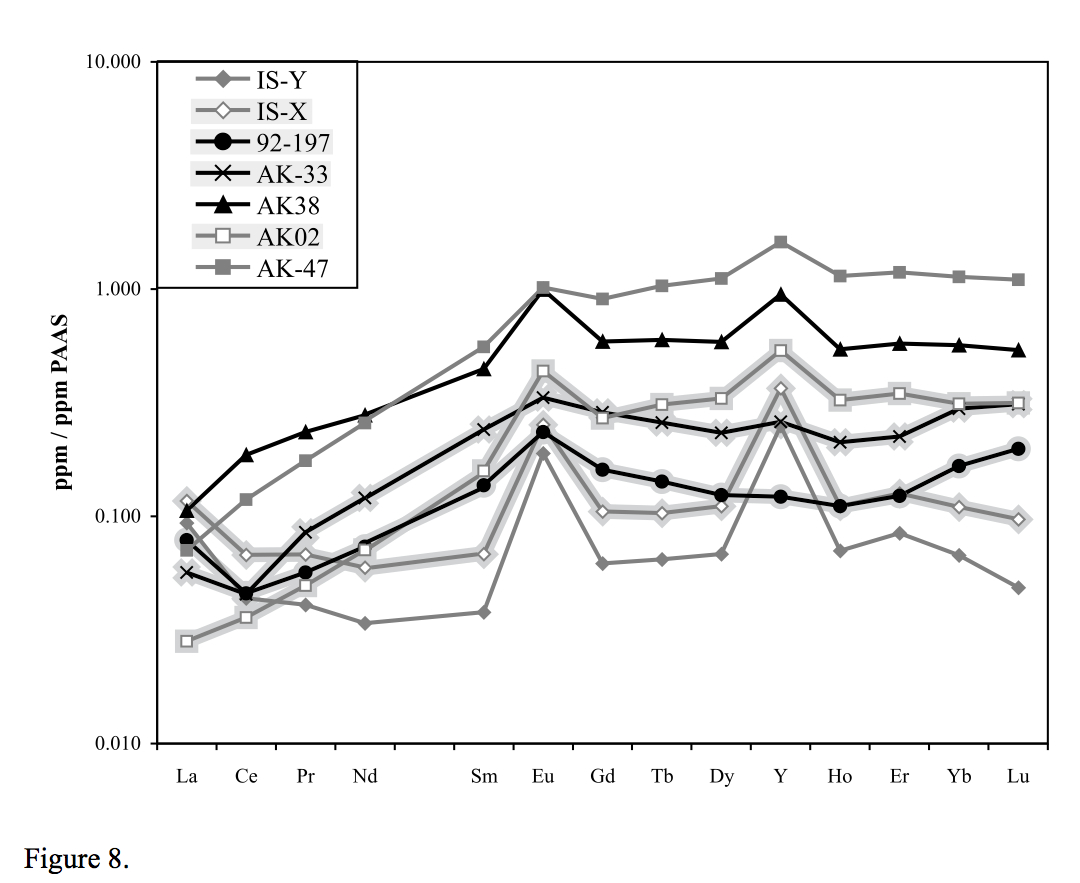 10.000
1.000
0.100
0.010
ppm / ppm PAAS
IS-Y
IS-X
92-197
AK-33
AK38
AK02
AK-47
La Ce Pr Nd Sm Eu Gd Tb Dy Y Ho Er Yb Lu
Figure 8.